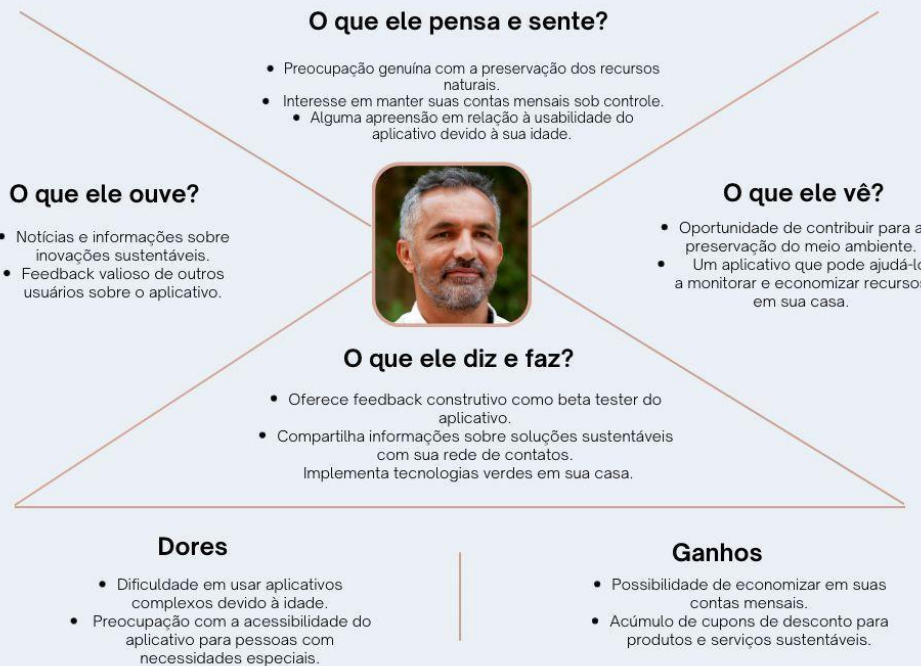 O que ele pensa e sente?
• Preocupação genuína com a preservação dos recursos
naturais.
• Interesse em manter suas contas mensais sob controle.
• Alguma apreensão em relação à usabilidade do
aplicativo devido à sua idade.
O que ele ouve?
• Notícias e informações sobre
inovações sustentáveis.
• Feedback valioso de outros
usuários sobre o aplicativo.
O que ele vê?
• Oportunidade de contribuir para a
preservação do meio ambiente.
• Um aplicativo que pode ajudá-lo
a monitorar e economizar recursos
em sua casa.
O que ele diz e faz?
• Oferece feedback construtivo como beta tester do
aplicativo.
• Compartilha informações sobre soluções sustentáveis
com sua rede de contatos.
Implementa tecnologias verdes em sua casa.
Dores
• Dificuldade em usar aplicativos
complexos devido à idade.
• Preocupação com a acessibilidade do
aplicativo para pessoas com
necessidades especiais.
Ganhos
• Possibilidade de economizar em suas
contas mensais.
• Acúmulo de cupons de desconto para
produtos e serviços sustentáveis.